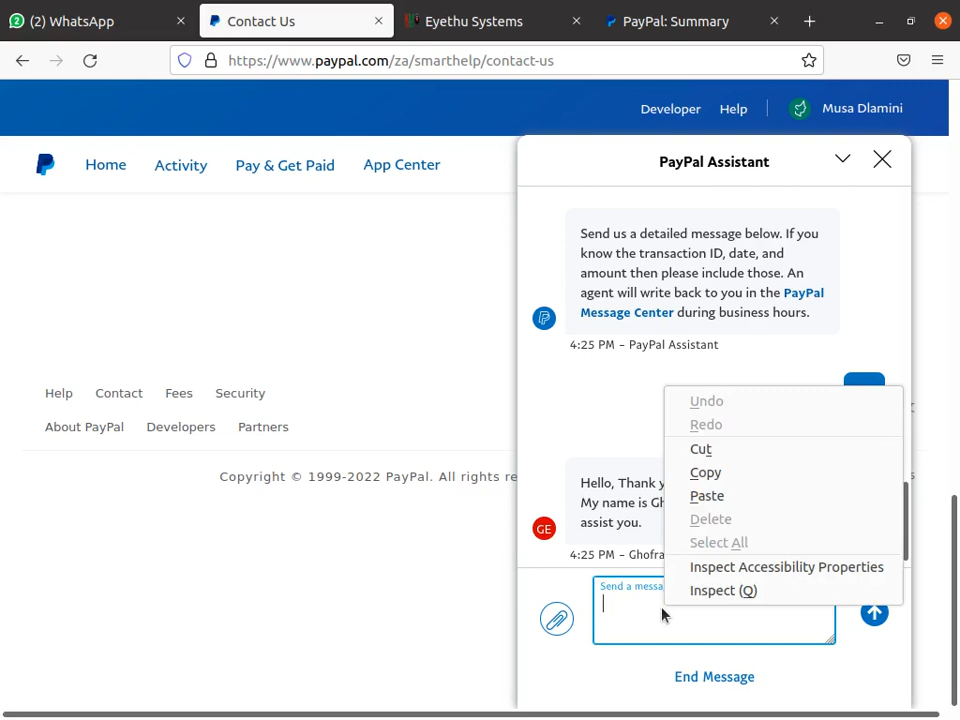 (2) WhatsApp
Contact Us
Eyethu Systems
PayPal: Summary
https://www.paypal.com/za/smarthelp/contact-us
Developer
Help
Musa Dlamini
Home
Activity
Pay & Get Paid
App Center
PayPal Assistant
Send us a detailed message below. If you
know the transaction ID, date, and
amount then please include those. An
agent will write back to you in the PayPal
Message Center during business hours.
4:25 PM – PayPal Assistant
Hello, Thank
My name is
assist you.
GE
4:25 PM –
Undo
Redo
Cut
Copy
Paste
Delete
Select All
Inspect Accessibility Properties
Inspect (Q)
Send a
End Message
Help
Contact
Fees
Security
About PayPal
Developers
Partners
Copyright © 1999-2022 PayPal. All rights